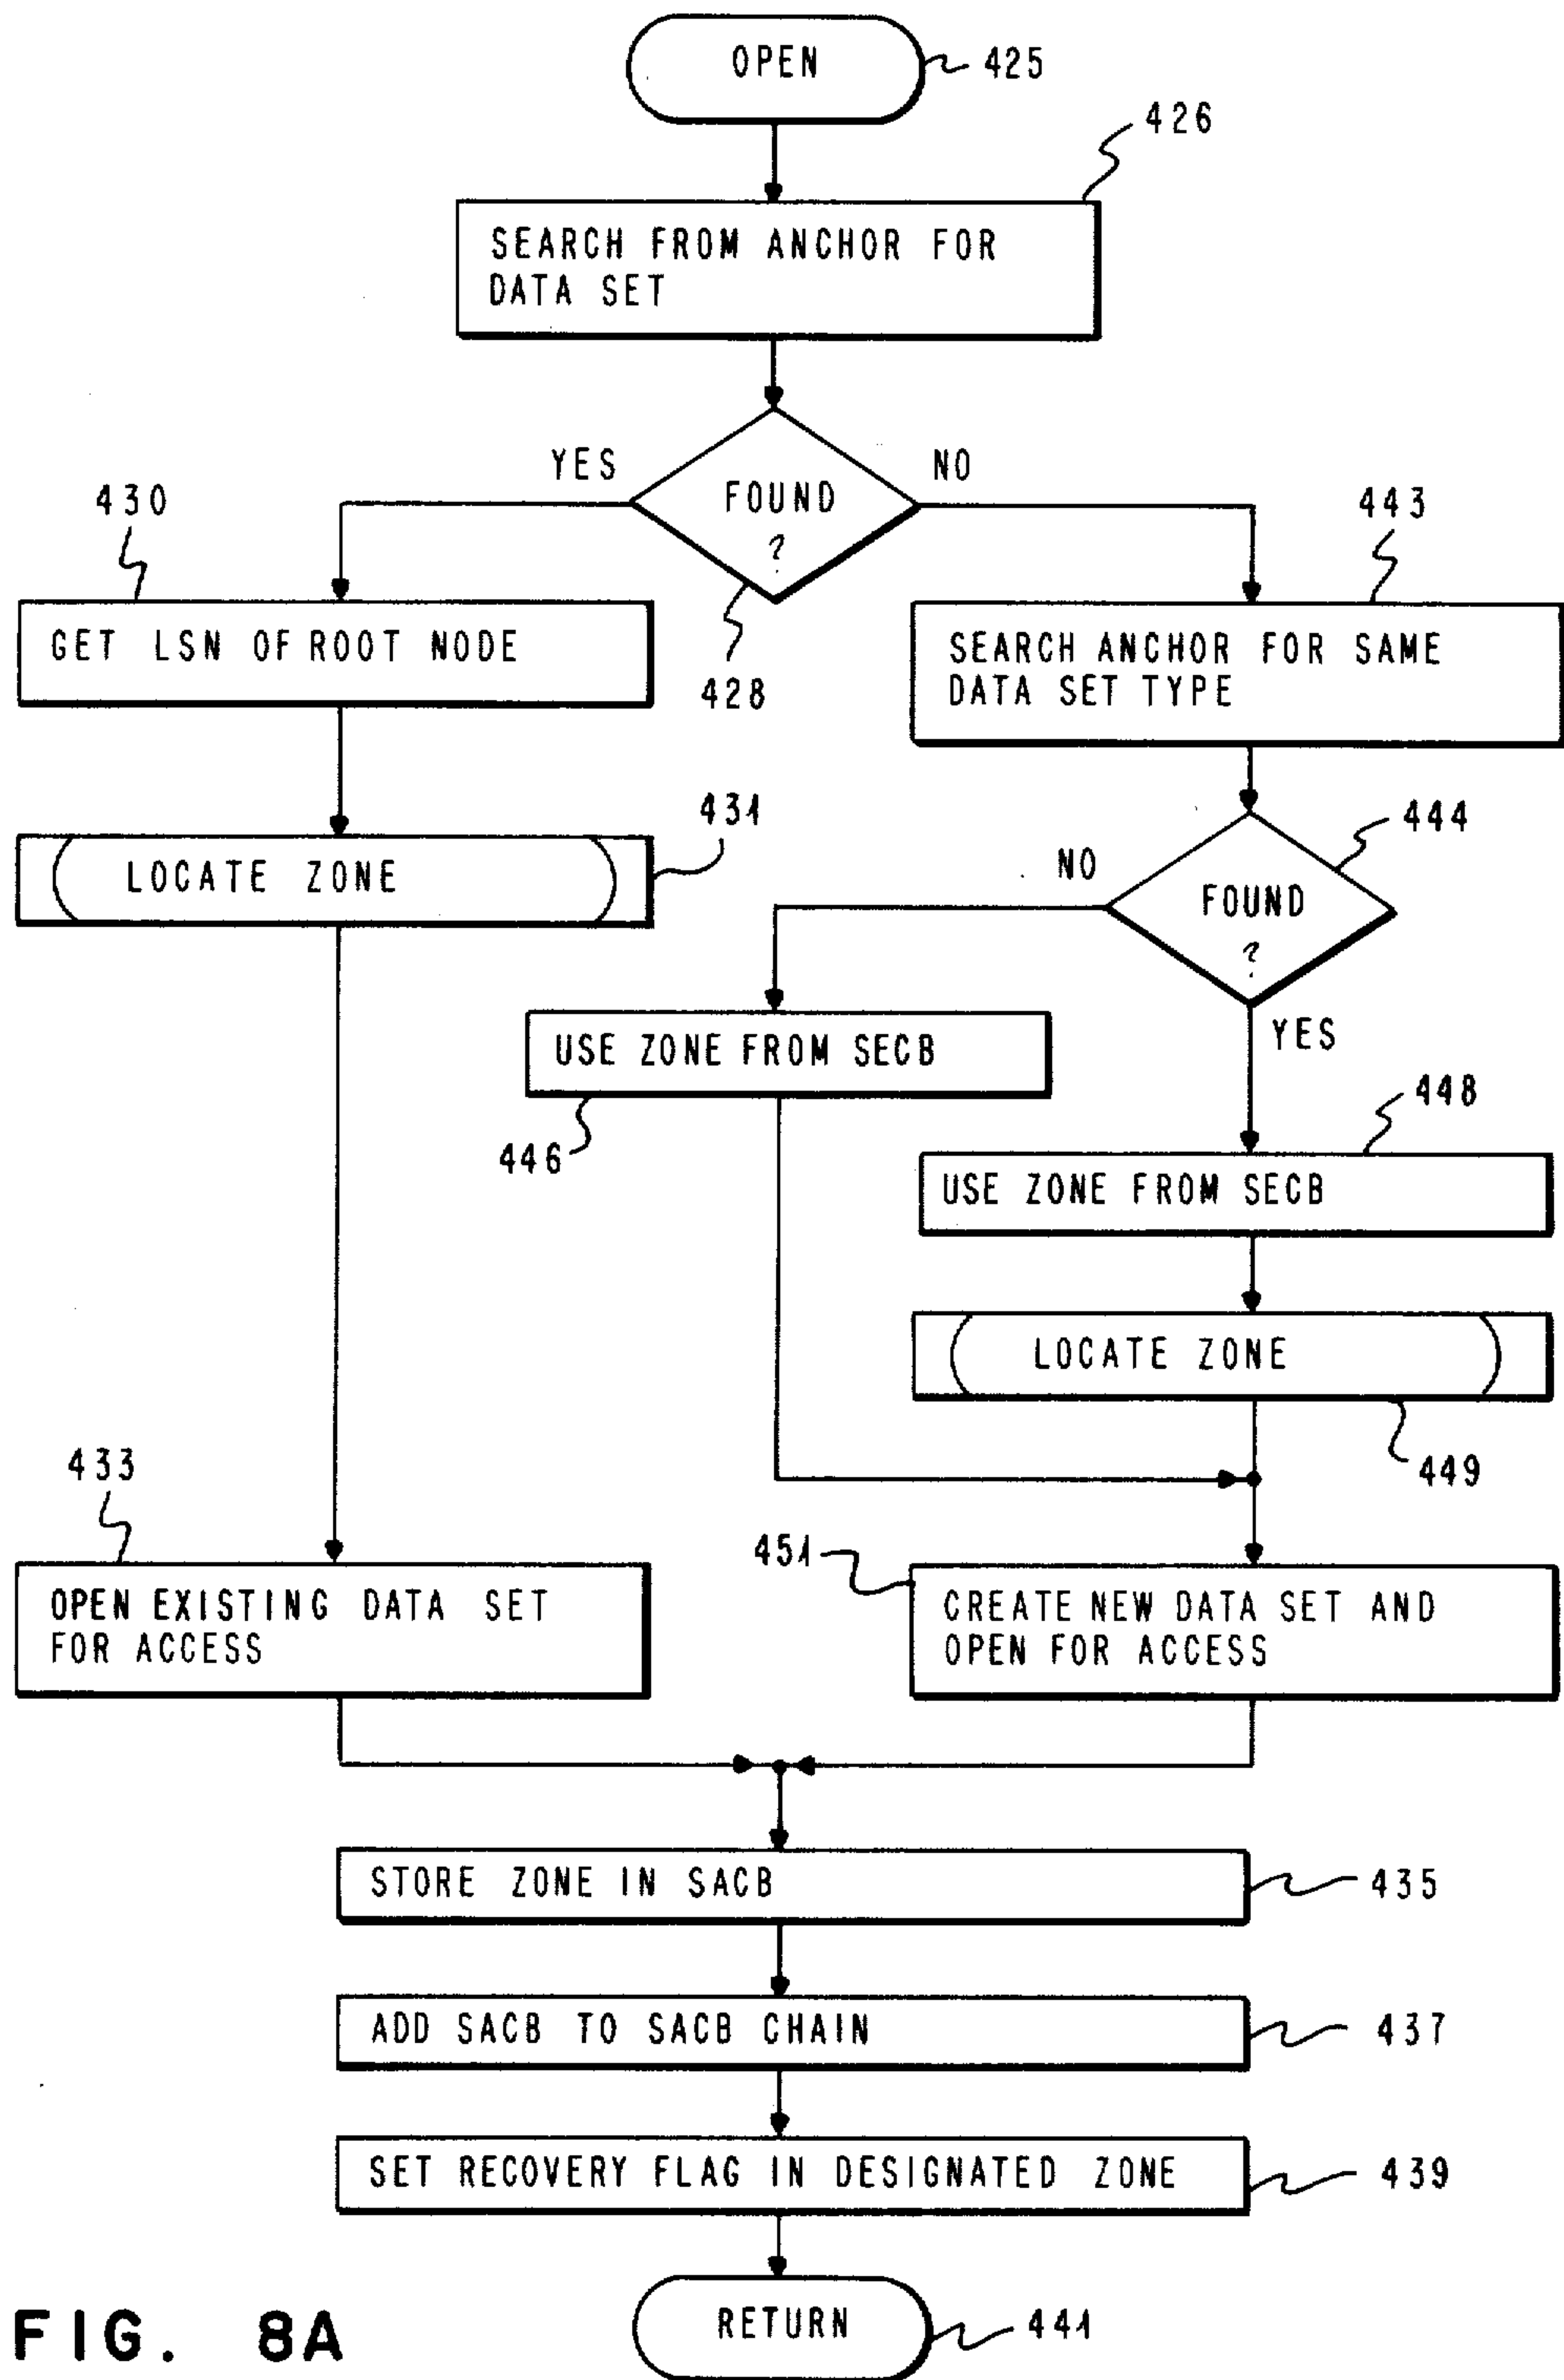 OPEN
425
426
SEARCH FROM ANCHOR FOR
DATA SET
YES
NO
FOUND
?
428
430
GET LSN OF ROOT NODE
443
SEARCH ANCHOR FOR SAME
DATA SET TYPE
431
LOCATE ZONE
444
NO
FOUND
?
YES
USE ZONE FROM SECB
446
448
USE ZONE FROM SECB
LOCATE ZONE
449
433
OPEN EXISTING DATA SET
FOR ACCESS
451
CREATE NEW DATA SET AND
OPEN FOR ACCESS
STORE ZONE IN SACB
435
ADD SACB TO SACB CHAIN
437
SET RECOVERY FLAG IN DESIGNATED ZONE
439
RETURN
441
FIG. 8A